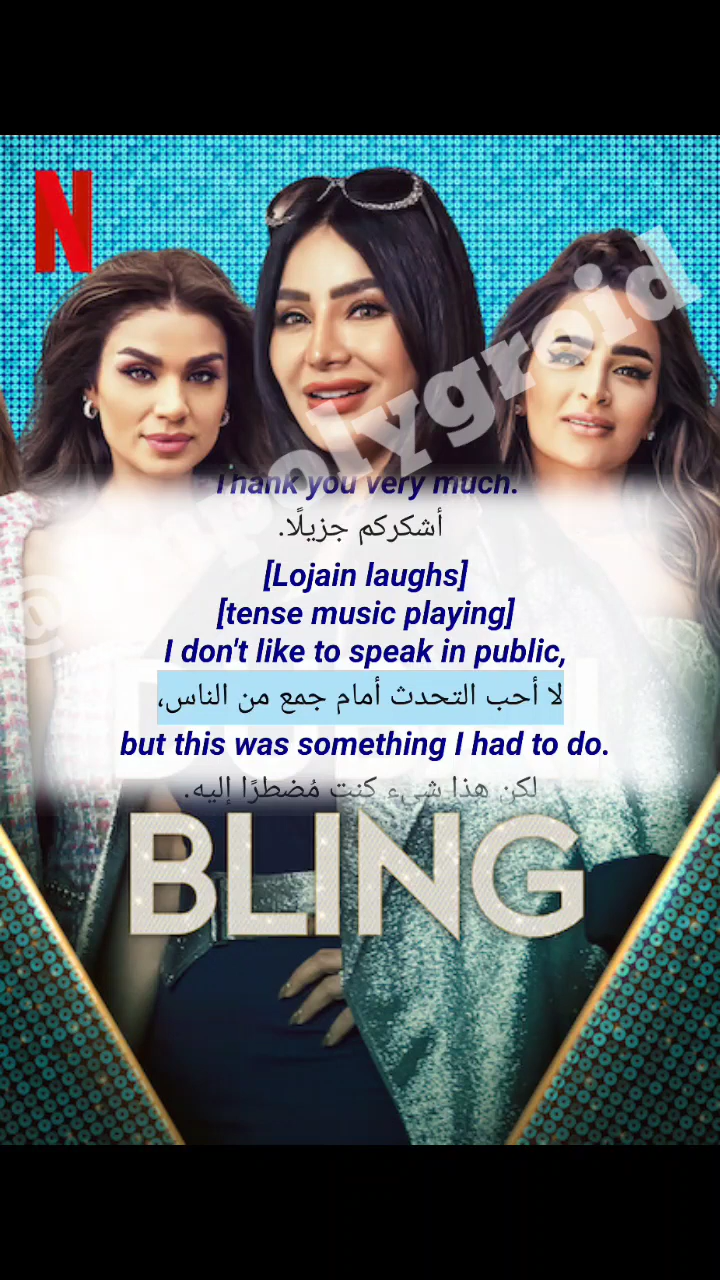 N
Thank you very much.
أشكركم جزيلًا.
[Lojain laughs]
[tense music playing]
I don't like to speak in public,
لا أحب التحدث أمام جمع من الناس،
but this was something I had to do.
لكن هذا شيء كنت مُضطرًا إليه.
BLING